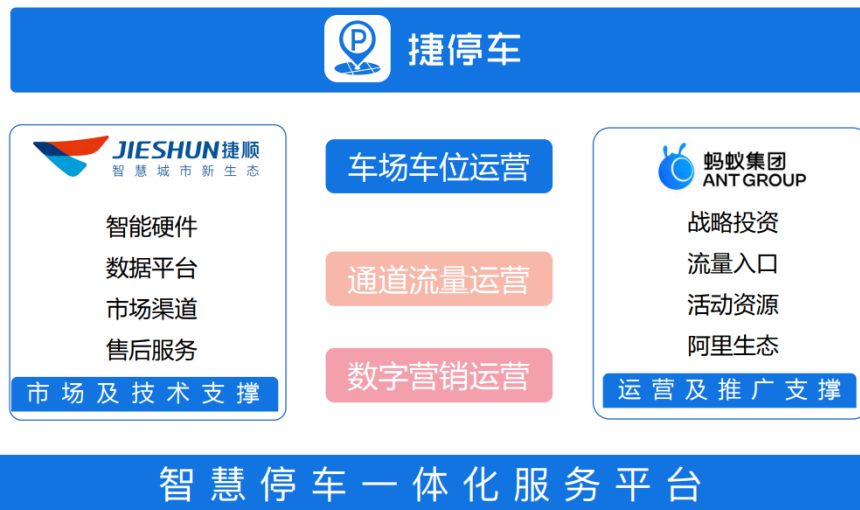 P 捷停车
JIESHUN捷顺
智慧城市新生态
智能硬件
数据平台
市场渠道
售后服务
市场及技术支撑
车场车位运营
通道流量运营
数字营销运营
蚂蚁集团
ANT GROUP
战略投资
流量入口
活动资源
阿里生态
运营及推广支撑
智慧停车一体化服务平台